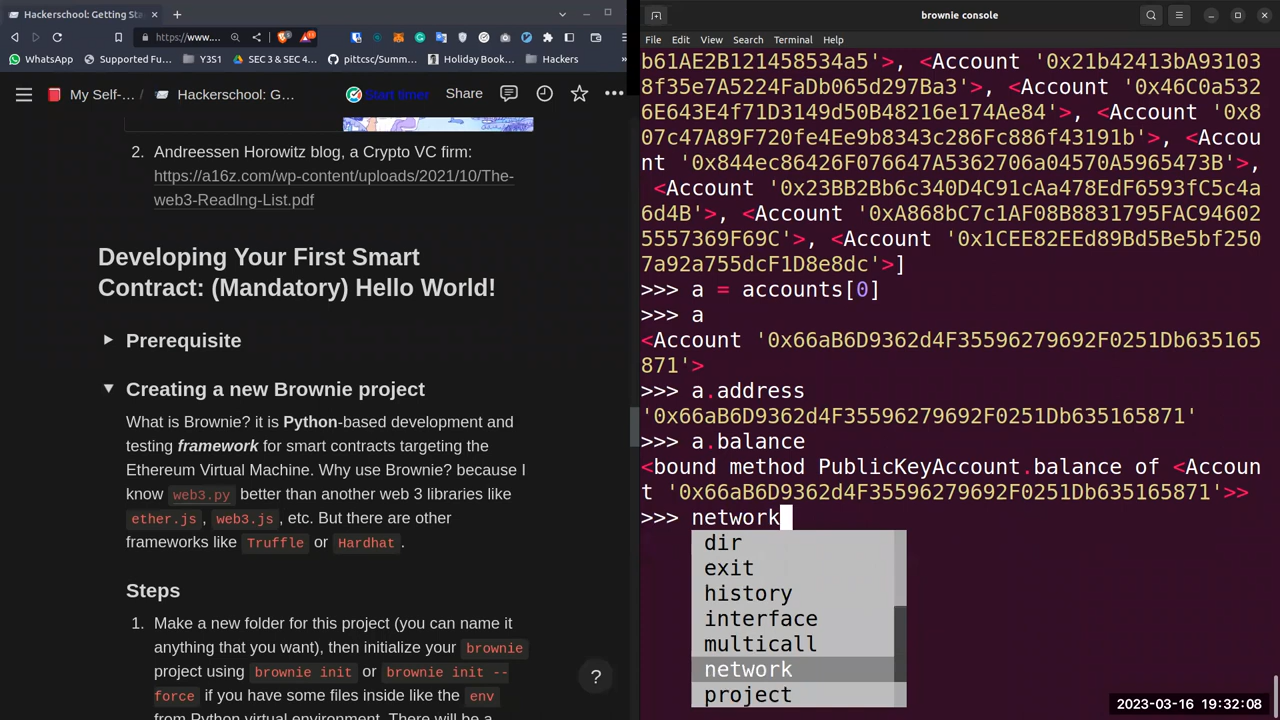 Hackerschool: Getting Sta
https://www....
WhatsApp
Supported Fu...
Y3S1
SEC 3 & SEC 4...
pittcsc/Summ...
Holiday Book...
Hackers
My Self-... / Hackerschool: G...
Start timer
Share
2. Andreessen Horowitz blog, a Crypto VC firm:
https://a16z.com/wp-content/uploads/2021/10/The-
web3-Readlng-List.pdf
Developing Your First Smart
Contract: (Mandatory) Hello World!
Prerequisite
Creating a new Brownie project
What is Brownie? it is Python-based development and
testing framework for smart contracts targeting the
Ethereum Virtual Machine. Why use Brownie? because I
know web3.py better than another web 3 libraries like
ether.js, web3.js, etc. But there are other
frameworks like Truffle or Hardhat.
Steps
1. Make a new folder for this project (you can name it
anything that you want), then initialize your brownie
project using brownie init or brownie init --
force if you have some files inside like the env
from Python virtual environment. There will be a
?
brownie console
File Edit View Search Terminal Help
b61AE2B121458534a5'>, <Account '0x21b42413bA93103
8f35e7A5224FaDb065d297Ba3'>, <Account '0x46C0a532
6E643E4f71D3149d50B48216e174Ae84'>, <Account '0x8
07c47A89F720fe4Ee9b8343c286Fc886f43191b'>, <Accou
nt '0x844ec86426F076647A5362706a04570A5965473B'>,
<Account '0x23BB2Bb6c340D4C91cAa478EdF6593fC5c4a
6d4B'>, <Account '0xA868bC7c1AF08B8831795FAC94602
5557369F69C'>, <Account '0x1CEE82EEd89Bd5Be5bf250
7a92a755dcF1D8e8dc'>]
>>> a = accounts[0]
>>> a
<Account '0x66aB6D9362d4F35596279692F0251Db635165
871'>
>>> a.address
'0x66aB6D9362d4F35596279692F0251Db635165871'
>>> a.balance
<bound method PublicKeyAccount.balance of <Accoun
t '0x66aB6D9362d4F35596279692F0251Db635165871'>>
>>> network
dir
exit
history
interface
multicall
network
project
2023-03-16 19:32:08